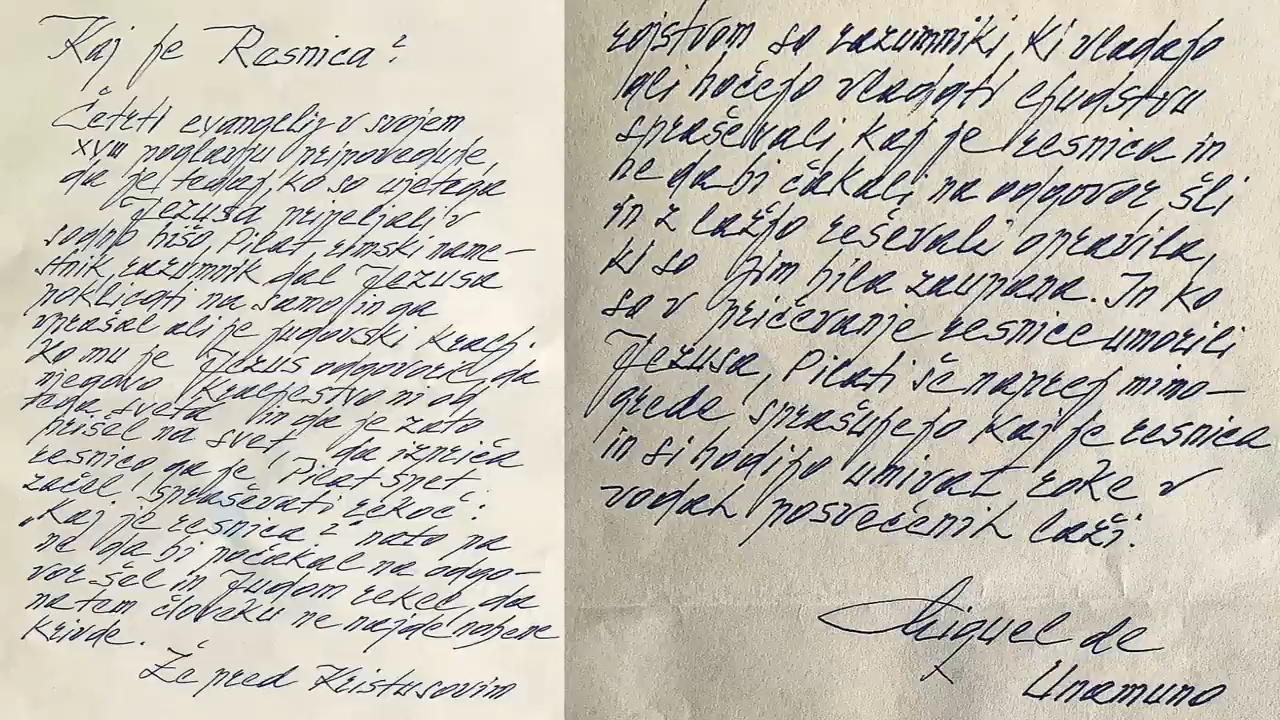 Kaj je Resnica?
Četrti evangelij v svojem
XVIII poglavju pripoveduje,
da je tedaj, ko so ujetega
Jezusa pripeljali v
sodno hišo, Pilat, rimski name-
stnik, razumnik dal Jezusa
poklicati na samo in ga
vprašal ali je judovski kralj.
Ko mu je Jezus odgovoril, da
njegovo kraljestvo ni od
tega sveta in da je zato
prišel na svet, da izpriča
resnico, ga je Pilat spet
začel spraševati rekoč:
„Kaj je resnica?" nato pa
ne da bi počakal na odgo-
vor šel in Judom rekel, da
na tem človeku ne najde nobene
krivde.
Že pred Kristusovim
rojstvom so razumniki, ki vladajo
ali hočejo vladati ljudstvu
spraševali, kaj je resnica in
ne da bi čakali na odgovor šli
in z lažjo reševali opravila,
ki so jim bila zaupana. In ko
so v pričevanje resnice umorili
Jezusa, Pilati še naprej mimo-
grede sprašujejo kaj je resnica
in si hodijo umivat roke v
vodah posvečenih laži.
Miguel de
Unamuno